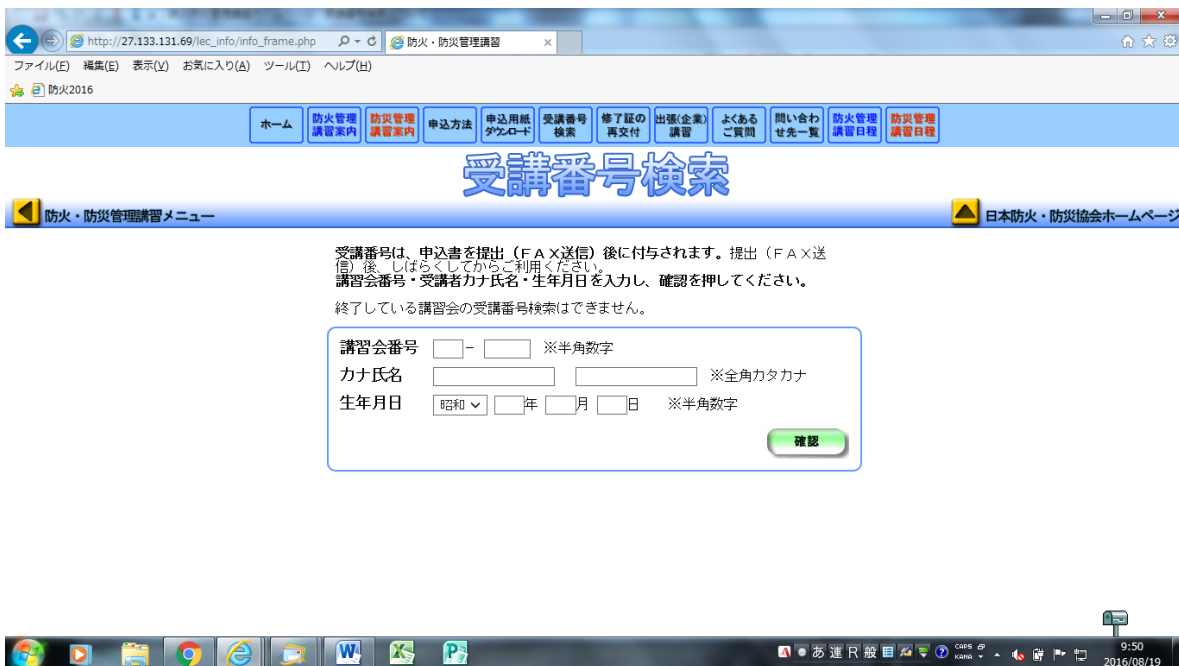 http://27.133.131.69/lec_info/info_frame.php
防火・防災管理講習
ファイル(F) 編集(E) 表示(V) お気に入り(A) ツール(T) ヘルプ(H)
防火2016
ホーム
防火管理
講習案内
防災管理
講習案内
申込方法
申込用紙
ダウンロード
受講番号
検索
修了証の
再交付
出張(企業)
講習
よくある
ご質問
問い合わ
せ先一覧
防火管理
講習日程
防災管理
講習日程
受講番号検索
防火・防災管理講習メニュー
日本防火・防災協会ホームページ
受講番号は、申込書を提出（ＦＡＸ送信）後に付与されます。提出（ＦＡＸ送
信）後、しばらくしてからご利用ください。
講習会番号・受講者カナ氏名・生年月日を入力し、確認を押してください。
終了している講習会の受講番号検索はできません。
講習会番号 － ※半角数字
カナ氏名 ※全角カタカナ
生年月日 昭和 年 月 日 ※半角数字
確認
あ 連 R 般
CAPS
KANA
9:50
2016/08/19